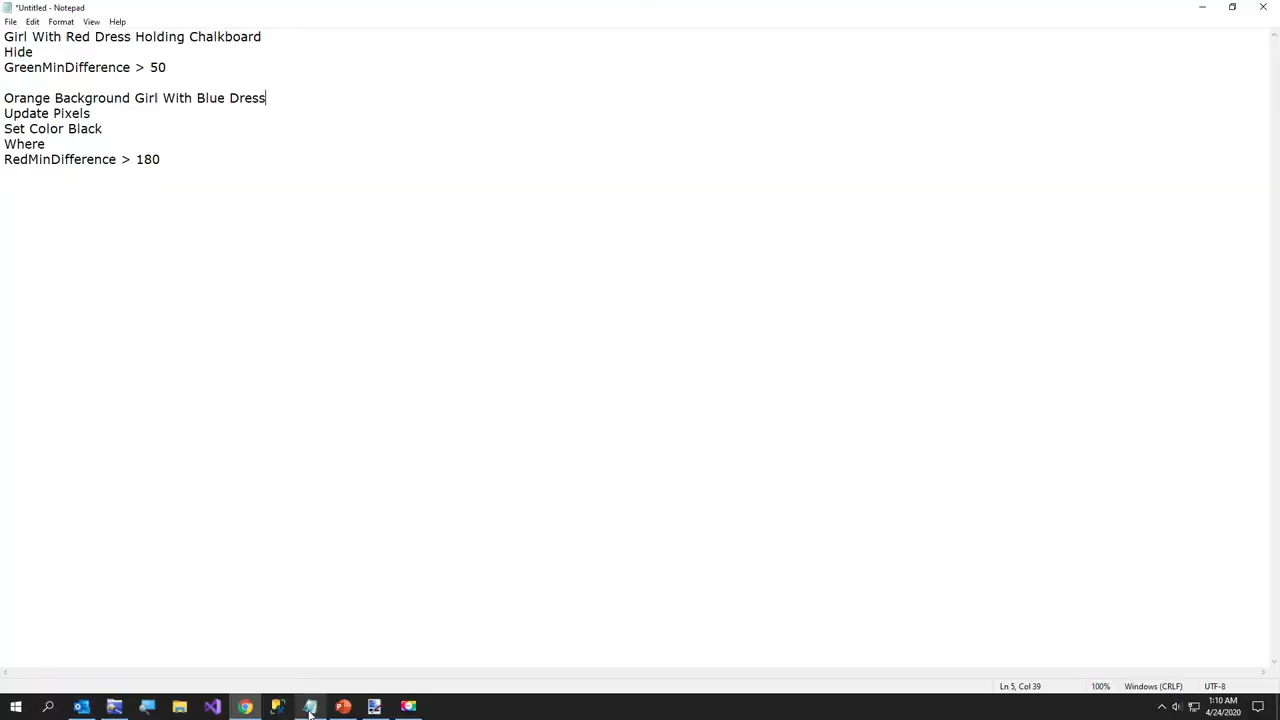 *Untitled - Notepad
File Edit Format View Help
Girl With Red Dress Holding Chalkboard
Hide
GreenMinDifference > 50
Orange Background Girl With Blue Dress
Update Pixels
Set Color Black
Where
RedMinDifference > 180
Ln 5, Col 39 100% Windows (CRLF) UTF-8
1:10 AM
4/24/2020